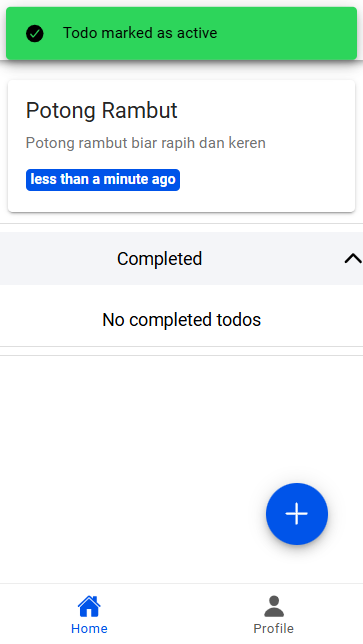 Todo marked as active
Potong Rambut
Potong rambut biar rapih dan keren
less than a minute ago
Completed
No completed todos
Home
Profile